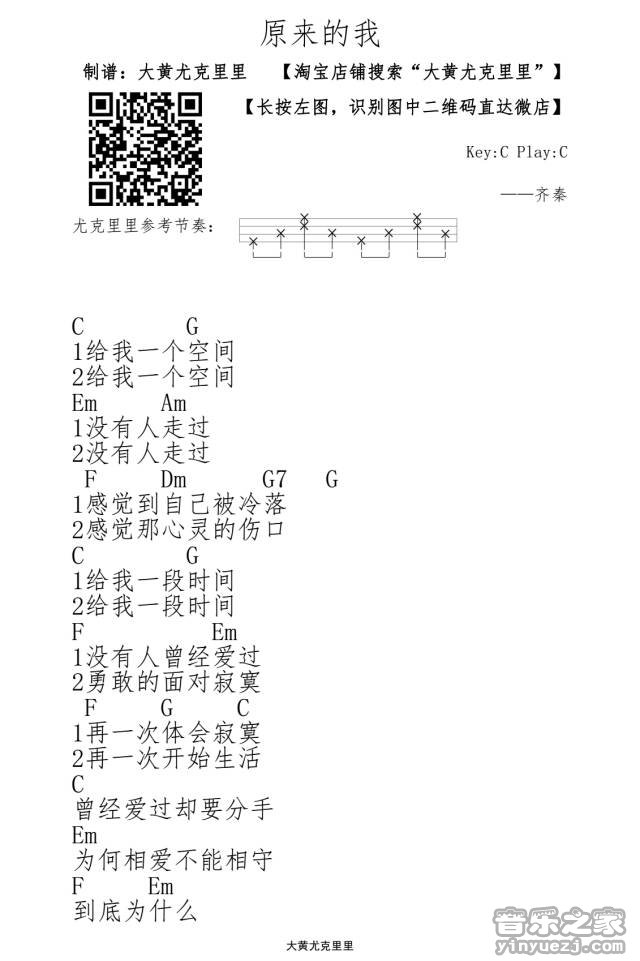 原来的我
制谱：大黄尤克里里 【淘宝店铺搜索“大黄尤克里里”】
【长按左图，识别图中二维码直达微店】
Key:C Play:C
——齐秦
尤克里里参考节奏：
C G
1给我一个空间
2给我一个空间
Em Am
1没有人走过
2没有人走过
F Dm G7 G
1感觉到自己被冷落
2感觉那心灵的伤口
C G
1给我一段时间
2给我一段时间
F Em
1没有人曾经爱过
2勇敢的面对寂寞
F G C
1再一次体会寂寞
2再一次开始生活
C
曾经爱过却要分手
Em
为何相爱不能相守
F Em
到底为什么
大黄尤克里里
音乐之家
yinyuezj.com